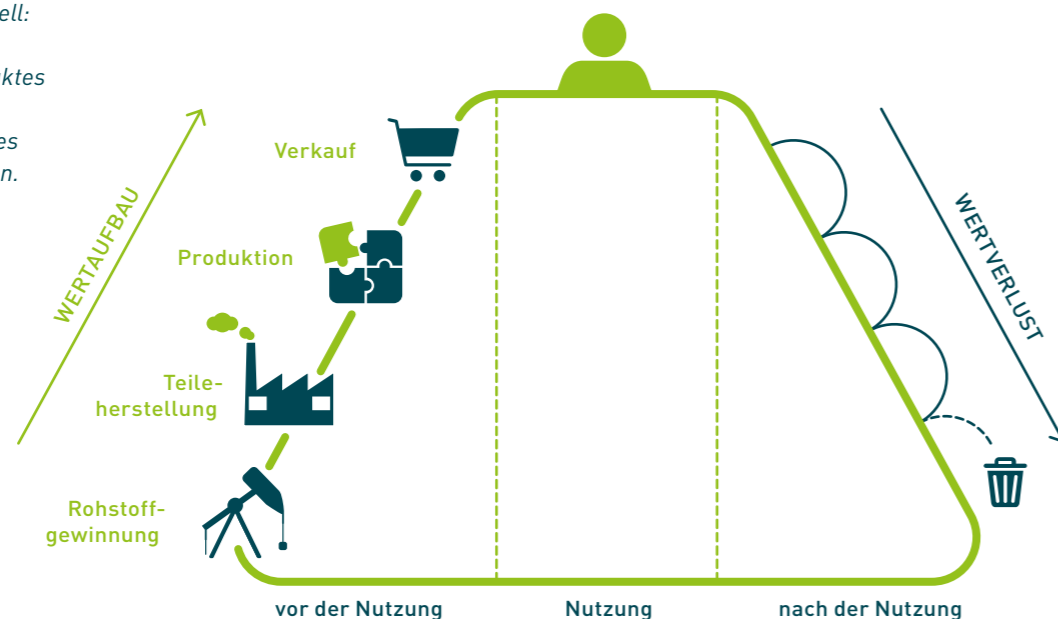 ell:
ktes
es
n.
Verkauf
WERTAUFBAU
Produktion
WERTVERLUST
Teile-
herstellung
Rohstoff-
gewinnung
vor der Nutzung
Nutzung
nach der Nutzung